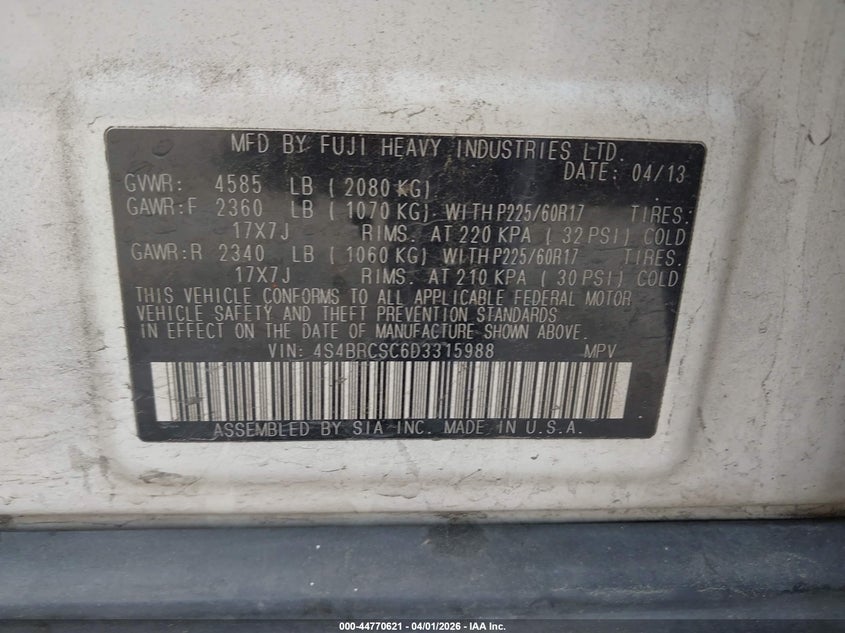 MFD BY FUJI HEAVY INDUSTRIES LTD.
DATE: 04/13
GVWR: 4585 LB ( 2080 KG)
GAWR:F 2360 LB ( 1070 KG) WITH P225/60R17 TIRES.
17X7J RIMS. AT 220 KPA ( 32 PSI) COLD
GAWR:R 2340 LB ( 1060 KG) WITH P225/60R17 TIRES.
17X7J RIMS. AT 210 KPA ( 30 PSI) COLD
THIS VEHICLE CONFORMS TO ALL APPLICABLE FEDERAL MOTOR
VEHICLE SAFETY AND THEFT PREVENTION STANDARDS
IN EFFECT ON THE DATE OF MANUFACTURE SHOWN ABOVE.
VIN: 4S4BRCSC6D3315988 MPV
ASSEMBLED BY SIA INC. MADE IN U.S.A.
000-44770621 - 04/01/2026 - IAA Inc.